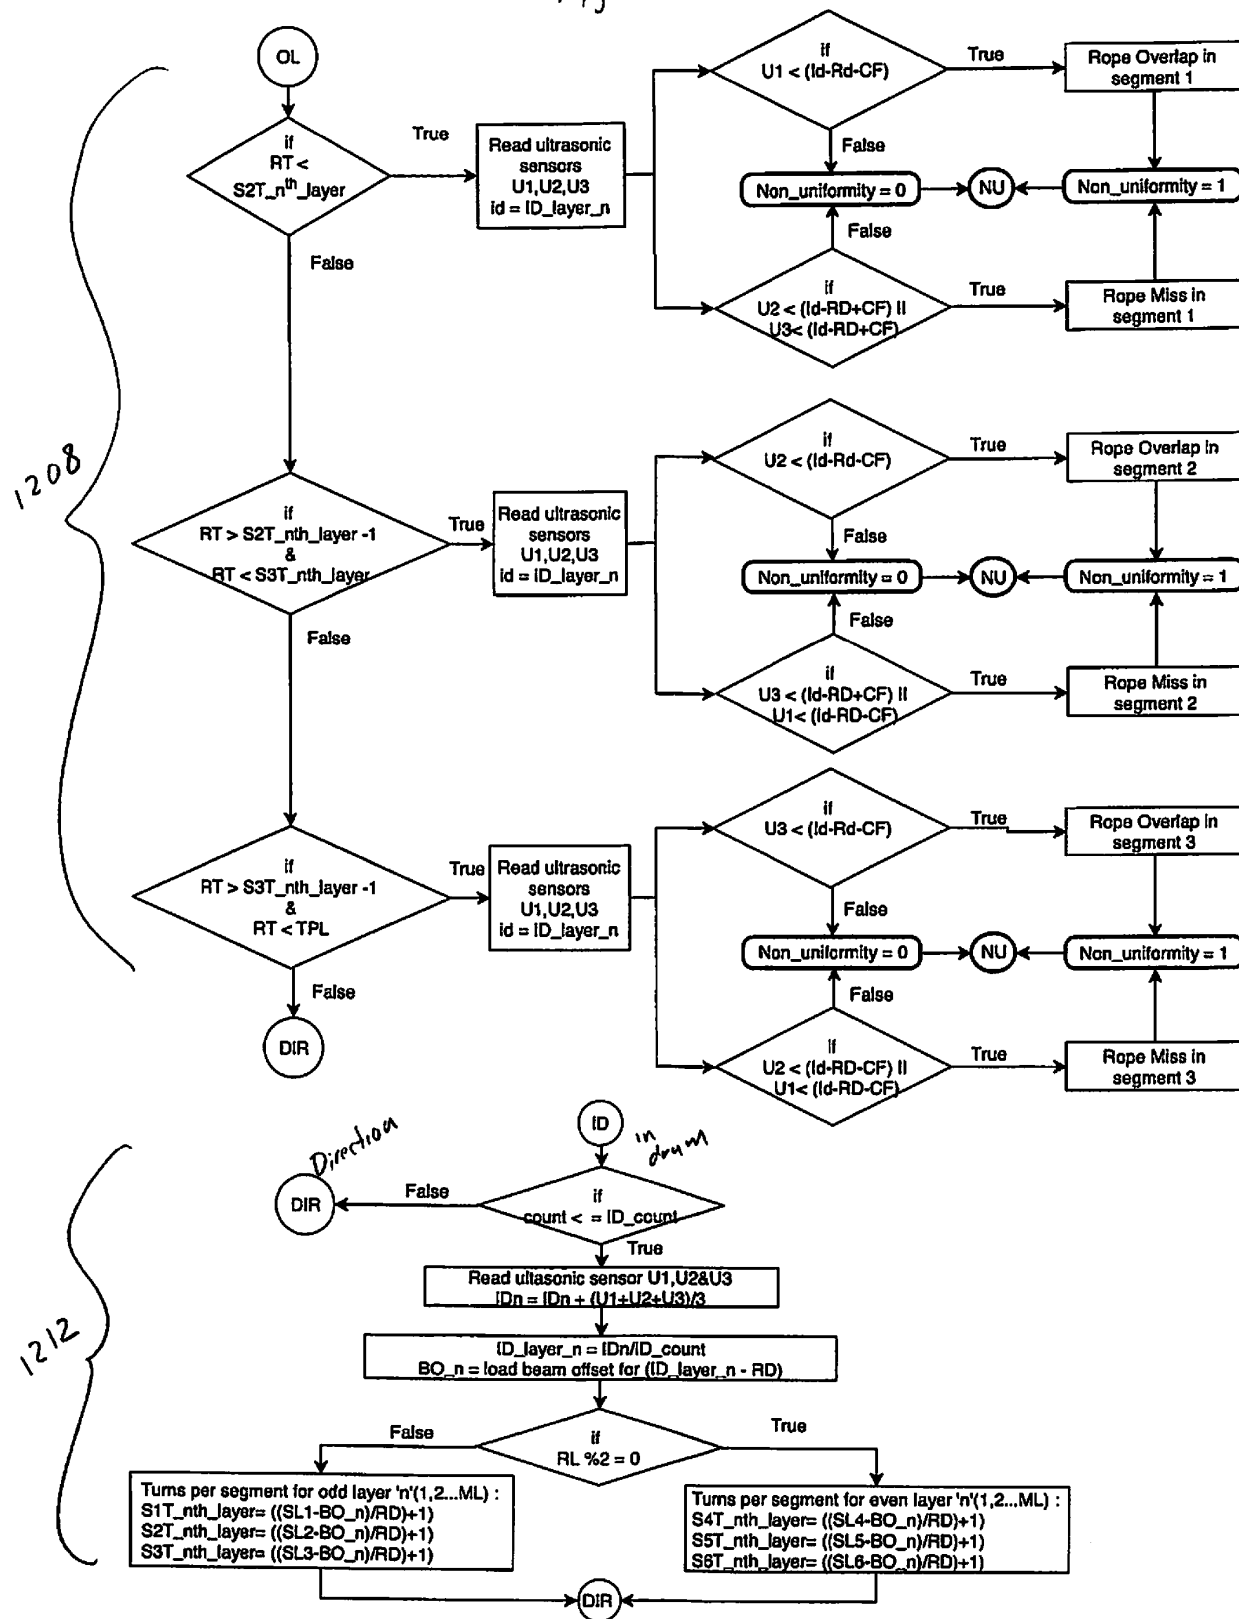 OL
if
RT <
S2T_nth_layer
True
False
Read ultrasonic
sensors
U1,U2,U3
id = ID_layer_n
if
U1 < (Id-Rd-CF)
True
Rope Overlap in
segment 1
False
Non_uniformity = 0
NU
Non_uniformity = 1
False
if
U2 < (Id-RD+CF) II
U3< (Id-RD+CF)
True
Rope Miss in
segment 1
1208
if
RT > S2T_nth_layer -1
&
RT < S3T_nth_layer
True
False
Read ultrasonic
sensors
U1,U2,U3
id = ID_layer_n
if
U2 < (Id-Rd-CF)
True
Rope Overlap in
segment 2
False
Non_uniformity = 0
NU
Non_uniformity = 1
False
if
U3 < (Id-RD+CF) II
U1< (Id-RD-CF)
True
Rope Miss in
segment 2
if
RT > S3T_nth_layer -1
&
RT < TPL
True
False
DIR
Read ultrasonic
sensors
U1,U2,U3
id = ID_layer_n
if
U3 < (Id-Rd-CF)
True
Rope Overlap in
segment 3
False
Non_uniformity = 0
NU
Non_uniformity = 1
False
if
U2 < (Id-RD-CF) II
U1< (Id-RD-CF)
True
Rope Miss in
segment 3
ID
in
drum
Direction
DIR
False
if
count < = ID_count
True
Read ultasonic sensor U1,U2&U3
IDn = IDn + (U1+U2+U3)/3
ID_layer_n = IDn/ID_count
BO_n = load beam offset for (ID_layer_n - RD)
1212
False
if
RL %2 = 0
True
Turns per segment for odd layer 'n'(1,2...ML) :
S1T_nth_layer= ((SL1-BO_n)/RD)+1)
S2T_nth_layer= ((SL2-BO_n)/RD)+1)
S3T_nth_layer= ((SL3-BO_n)/RD)+1)
Turns per segment for even layer 'n'(1,2...ML) :
S4T_nth_layer= ((SL4-BO_n)/RD)+1)
S5T_nth_layer= ((SL5-BO_n)/RD)+1)
S6T_nth_layer= ((SL6-BO_n)/RD)+1)
DIR